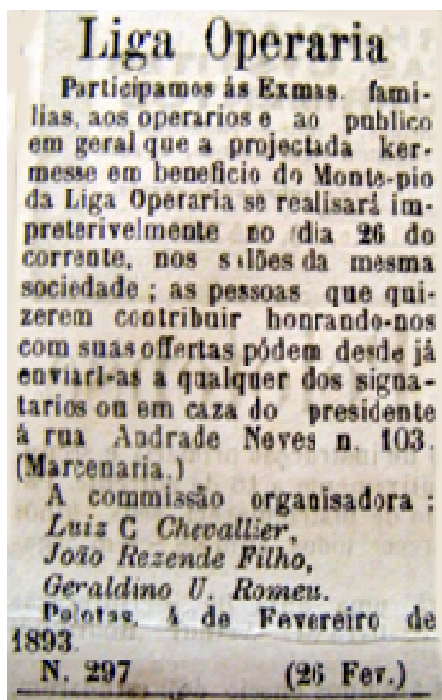 Liga Operaria
Participamos ás Exmas. fami-
lias, aos operarios e ao publico
em geral que a projectada ker-
messe em beneficio do Monte-pio
da Liga Operaria se realisará im-
preterivelmente no dia 26 do
corrente, nos salões da mesma
sociedade ; as pessoas que qui-
zerem contribuir honrando-nos
com suas offertas pódem desde já
enviarl-as a qualquer dos signa-
tarios ou em caza do presidente
á rua Andrade Neves n. 103.
(Marcenaria.)
A commissão organisadora :
Luiz C Chevallier,
João Rezende Filho,
Geraldino U. Romeu.
Pelotas, 4 de Fevereiro de
1893.
N. 297 (26 Fev.)